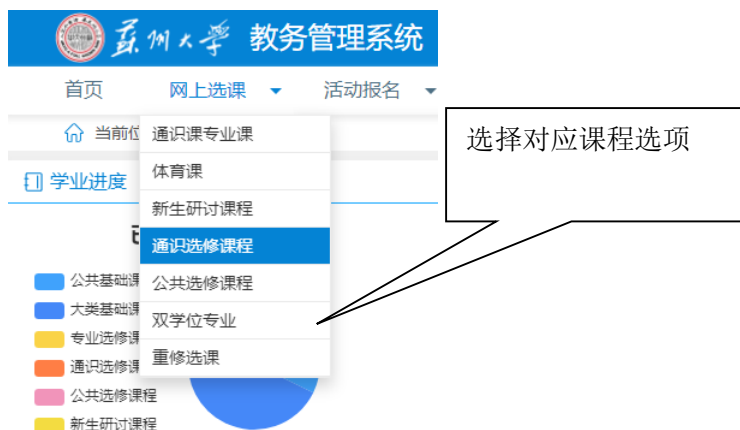 苏州大学 教务管理系统
首页 网上选课 活动报名
当前位
通识课专业课
选择对应课程选项
学业进度
体育课
新生研讨课程
通识选修课程
公共选修课程
双学位专业
重修选课
公共基础课
大类基础课
专业选修课
通识选修课
公共选修课程
新生研讨课程